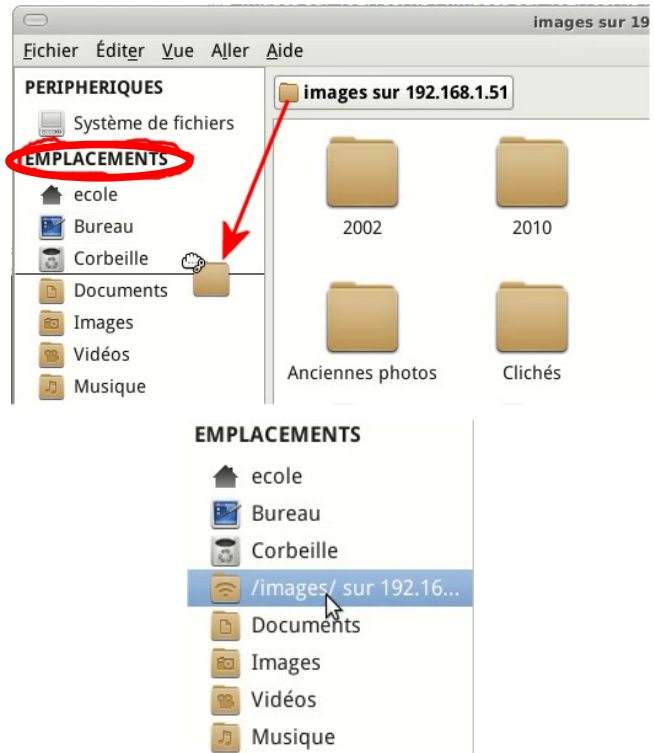 images sur 19
Fichier Éditer Vue Aller Aide
PERIPHERIQUES
Système de fichiers
EMPLACEMENTS
ecole
Bureau
Corbeille
Documents
Images
Vidéos
Musique
images sur 192.168.1.51
2002 2010
Anciennes photos Clichés
EMPLACEMENTS
ecole
Bureau
Corbeille
/images/ sur 192.16...
Documents
Images
Vidéos
Musique